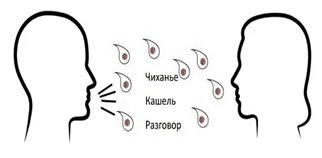 Чиханье
Кашель
Разговор